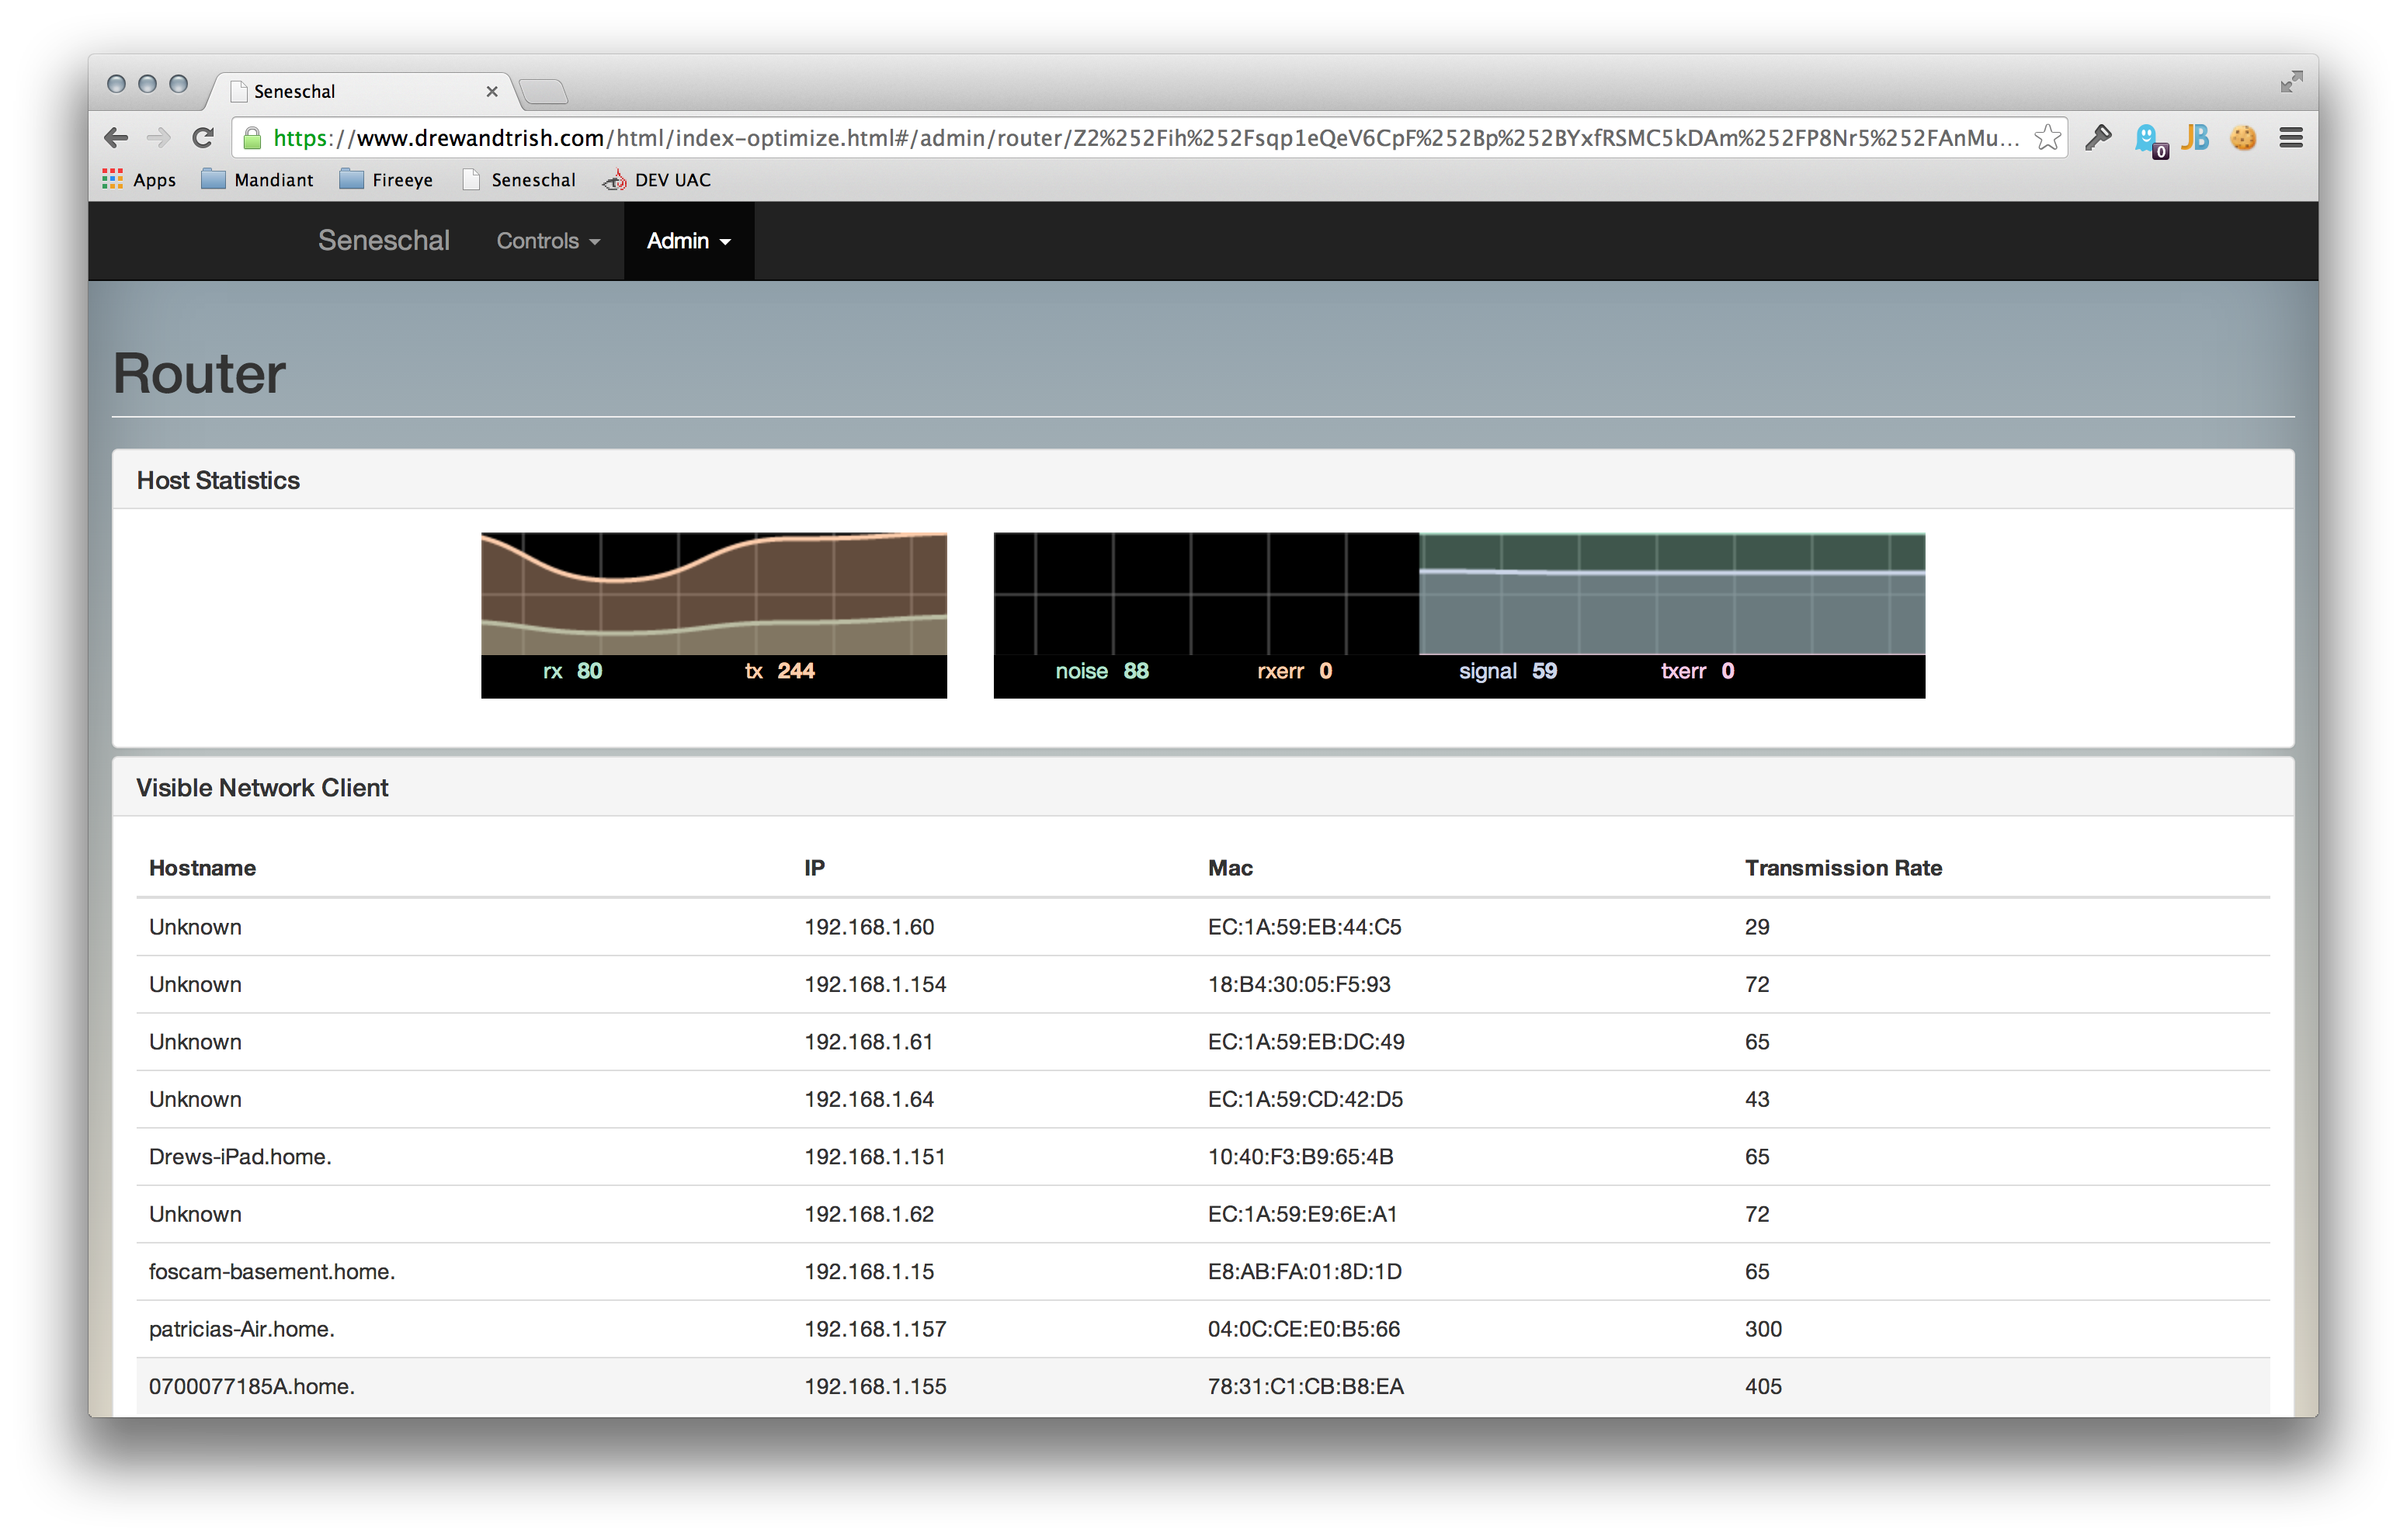 Seneschal
https://www.drewandtrish.com/html/index-optimize.html#/admin/router/Z2%252Fih%252Fsqp1eQeV6CpF%252Bp%252BYxfRSMC5kDAm%252FP8Nr5%252FAnMu... 0 JB
Apps Mandiant Fireeye Seneschal DEV UAC
Seneschal Controls Admin
Router
Host Statistics
rx 80 tx 244 noise 88 rxerr 0 signal 59 txerr 0
Visible Network Client
Hostname IP Mac Transmission Rate
Unknown 192.168.1.60 EC:1A:59:EB:44:C5 29
Unknown 192.168.1.154 18:B4:30:05:F5:93 72
Unknown 192.168.1.61 EC:1A:59:EB:DC:49 65
Unknown 192.168.1.64 EC:1A:59:CD:42:D5 43
Drews-iPad.home. 192.168.1.151 10:40:F3:B9:65:4B 65
Unknown 192.168.1.62 EC:1A:59:E9:6E:A1 72
foscam-basement.home. 192.168.1.15 E8:AB:FA:01:8D:1D 65
patricias-Air.home. 192.168.1.157 04:0C:CE:E0:B5:66 300
0700077185A.home. 192.168.1.155 78:31:C1:CB:B8:EA 405